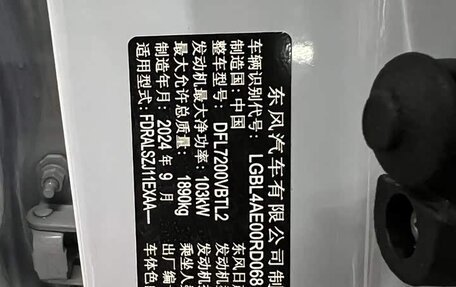 东风汽车有限公司制
车辆识别代号: LGBL4AE00RD068
制造国: 中国
整车型号: DFL7200VBTL2
发动机最大净功率: 103kW
最大允许总质量: 1890kg
制造年月: 2024年9月
适用型式: FDRALSZJ11EXAA—
东风日
发动机
发动机
乘坐人
出厂编
车体色